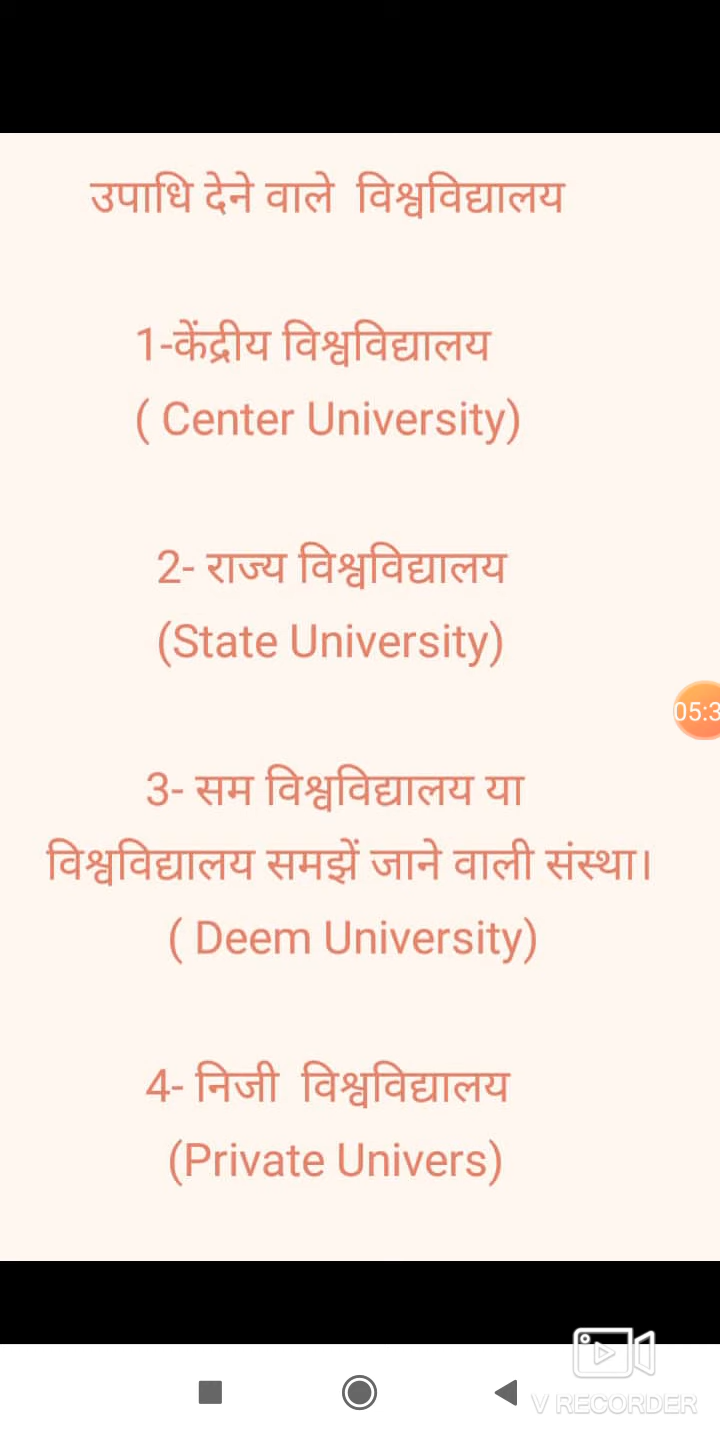 उपाधि देने वाले विश्वविद्यालय
1-केंद्रीय विश्वविद्यालय
( Center University)
2- राज्य विश्वविद्यालय
(State University)
05:3
3- सम विश्वविद्यालय या
विश्वविद्यालय समझें जाने वाली संस्था।
( Deem University)
4- निजी विश्वविद्यालय
(Private Univers)
V RECORDER